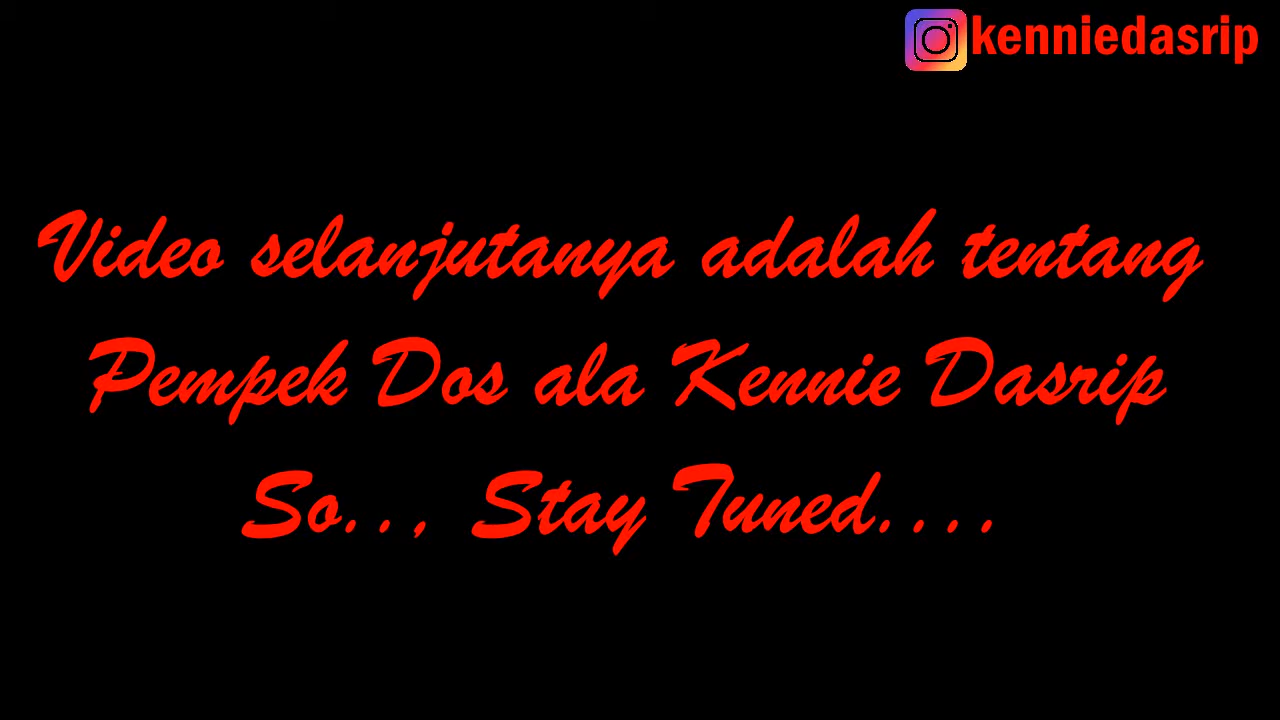 kenniedasrip
Video selanjutanya adalah tentang
Pempek Dos ala Kennie Dasrip
So.., Stay Tuned....